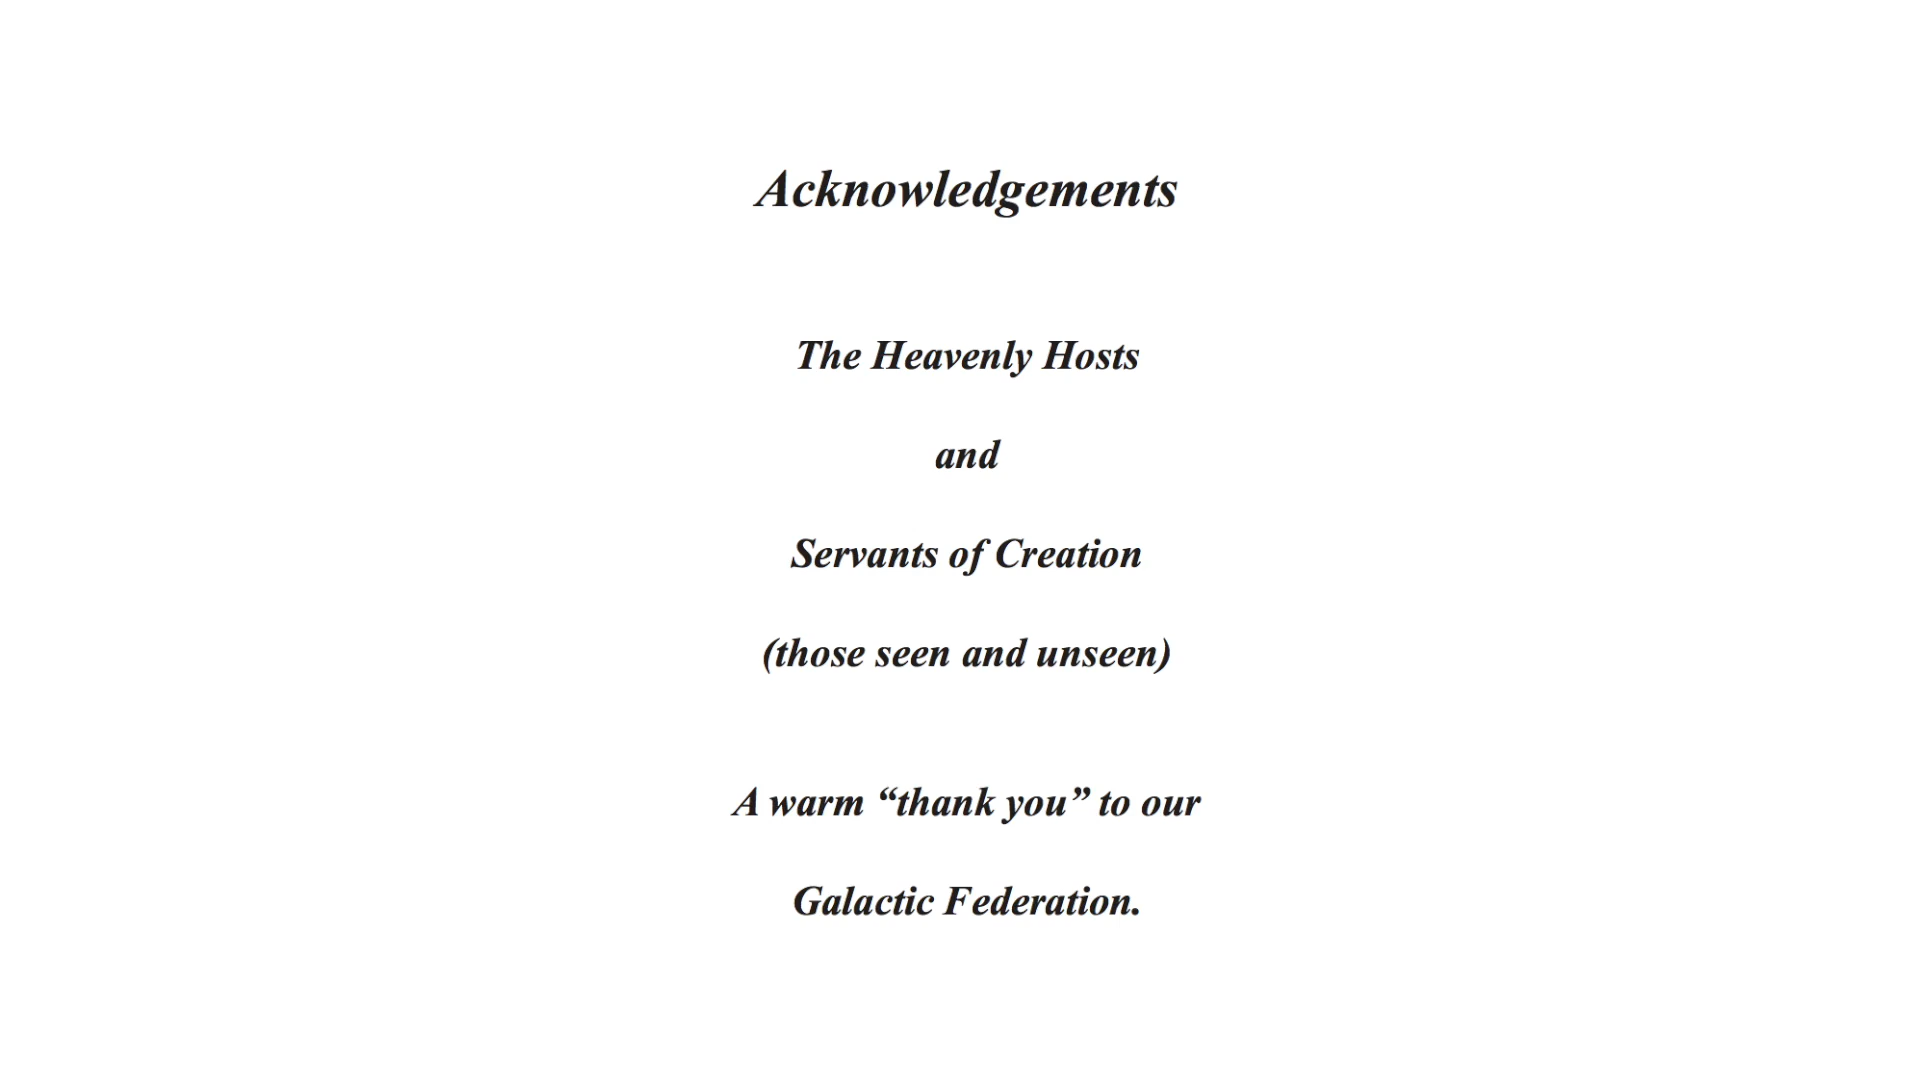 Acknowledgements
The Heavenly Hosts
and
Servants of Creation
(those seen and unseen)
A warm “thank you” to our
Galactic Federation.